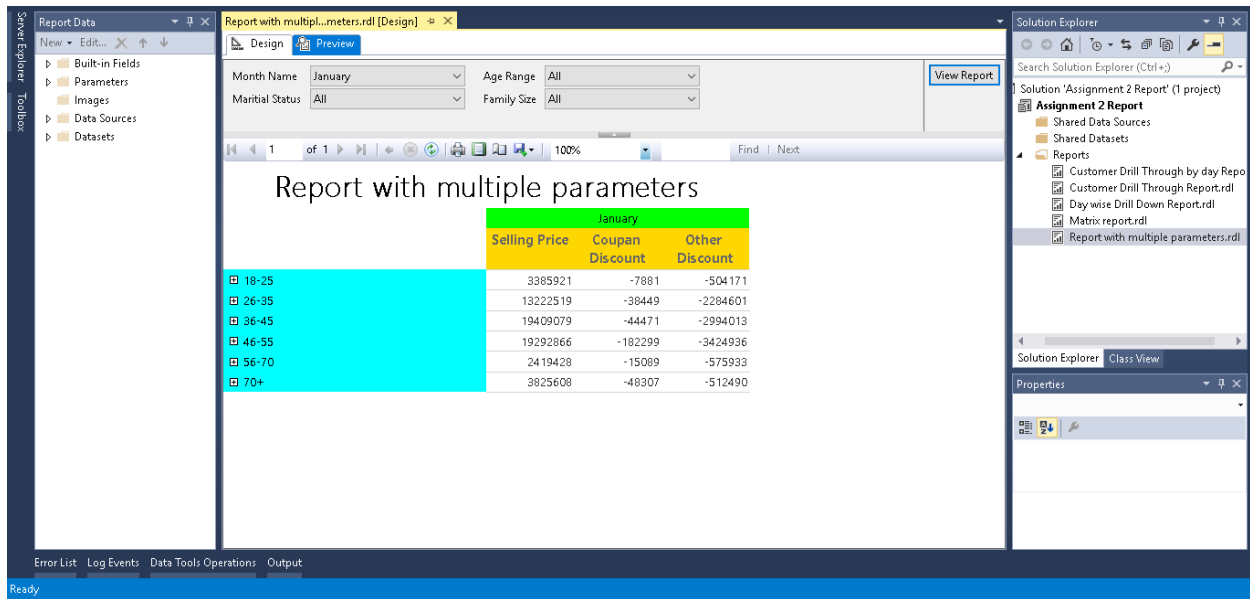 Server Explorer
Toolbox
Report Data
New Edit...
Built-in Fields
Parameters
Images
Data Sources
Datasets
Report with multipl...meters.rdl [Design]
Design Preview
Month Name January Age Range All View Report
Maritial Status All Family Size All
1 of 1 100% Find | Next
Report with multiple parameters
January
Selling Price Coupan Discount Other Discount
18-25 3385921 -7881 -504171
26-35 13222519 -38449 -2284601
36-45 19409079 -44471 -2994013
46-55 19292866 -182299 -3424936
56-70 2419428 -15089 -575933
70+ 3825608 -48307 -512490
Solution Explorer
Search Solution Explorer (Ctrl+;)
Solution 'Assignment 2 Report' (1 project)
Assignment 2 Report
Shared Data Sources
Shared Datasets
Reports
Customer Drill Through by day Repo
Customer Drill Through Report.rdl
Day wise Drill Down Report.rdl
Matrix report.rdl
Report with multiple parameters.rdl
Solution Explorer Class View
Properties
Error List Log Events Data Tools Operations Output
Ready